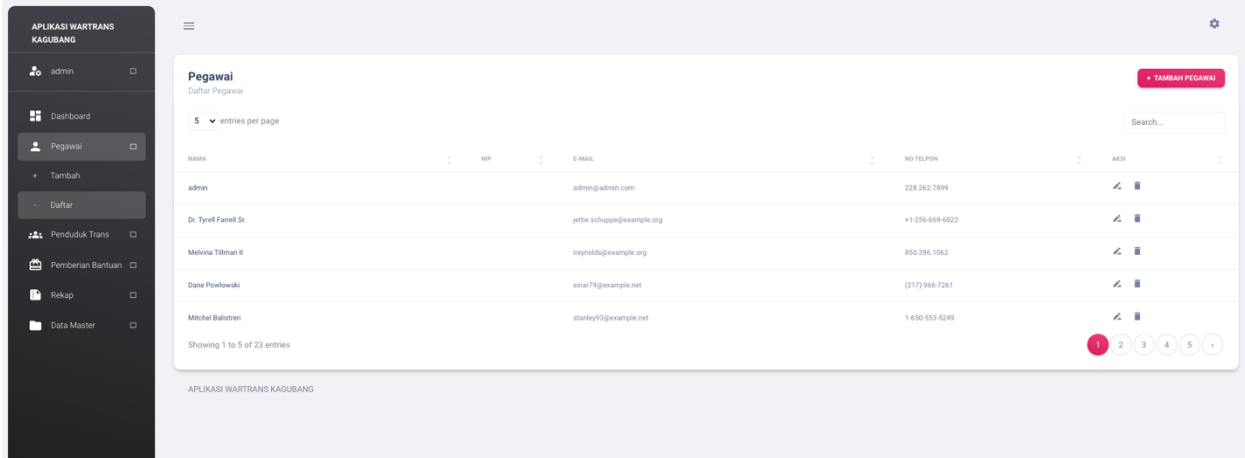 APLIKASI WARTRANS
KAGUBANG
admin
Dashboard
Pegawai
+ Tambah
- Daftar
Penduduk Trans
Pemberian Bantuan
Rekap
Data Master
Pegawai
Daftar Pegawai
+ TAMBAH PEGAWAI
5 entries per page
Search...
NAMA NIP E-MAIL NO TELPON AKSI
admin admin@admin.com 228.262.7899
Dr. Tyrell Farrell Sr. jettie.schuppe@example.org +1-256-669-6022
Melvina Tillman II lreynolds@example.org 850.396.1062
Dane Powlowski einar79@example.net (217) 966-7261
Mitchel Balistreri stanley93@example.net 1-650-553-5249
Showing 1 to 5 of 23 entries
1 2 3 4 5 ›
APLIKASI WARTRANS KAGUBANG